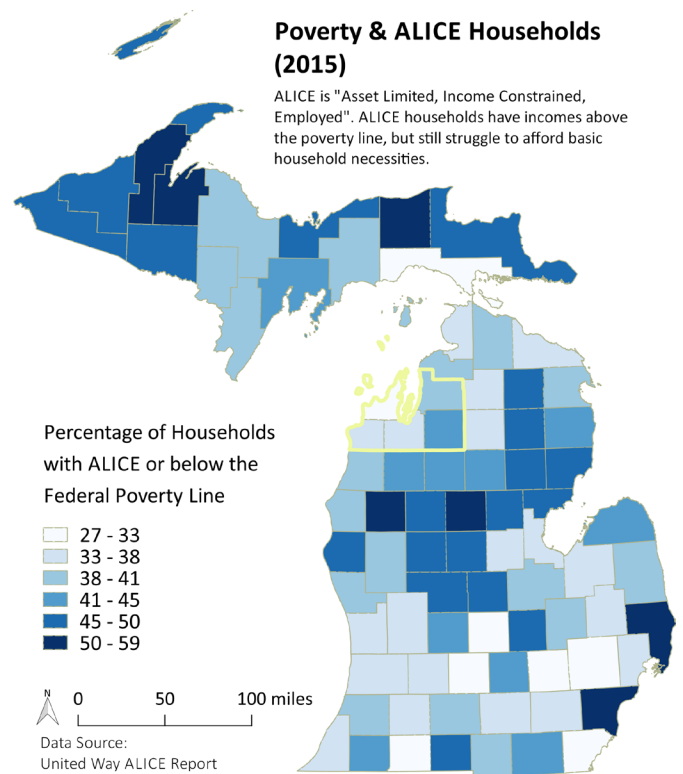 Poverty & ALICE Households
(2015)
ALICE is "Asset Limited, Income Constrained,
Employed". ALICE households have incomes above
the poverty line, but still struggle to afford basic
household necessities.
Percentage of Households
with ALICE or below the
Federal Poverty Line
27 - 33
33 - 38
38 - 41
41 - 45
45 - 50
50 - 59
N
0 50 100 miles
Data Source:
United Way ALICE Report